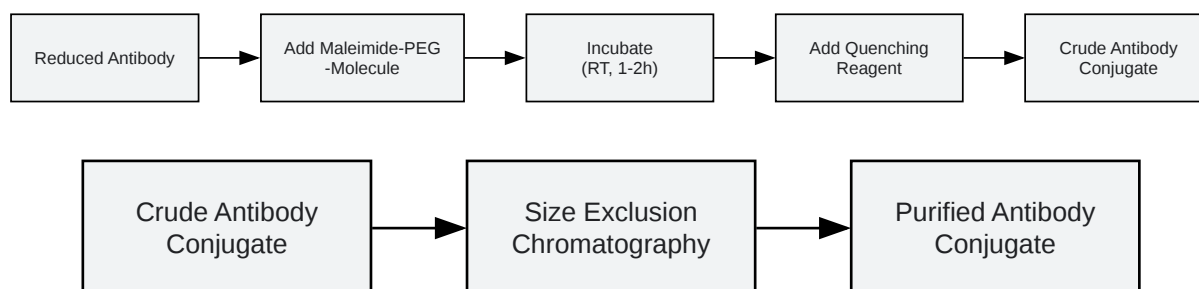 Reduced Antibody
Add Maleimide-PEG
-Molecule
Incubate
(RT, 1-2h)
Add Quenching
Reagent
Crude Antibody
Conjugate
Crude Antibody
Conjugate
Size Exclusion
Chromatography
Purified Antibody
Conjugate